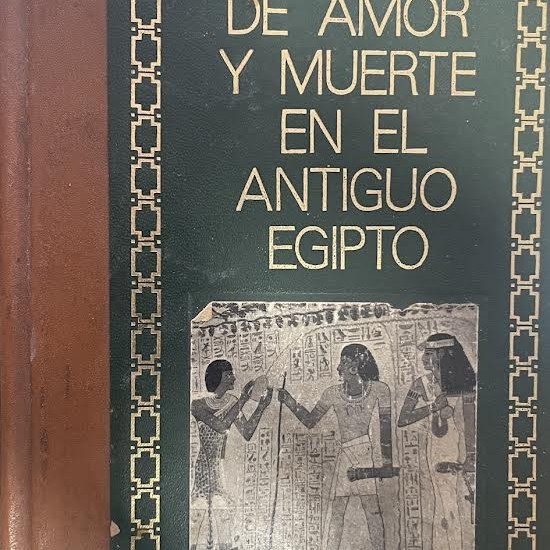 DE AMOR
Y MUERTE
EN EL
ANTIGUO
EGIPTO